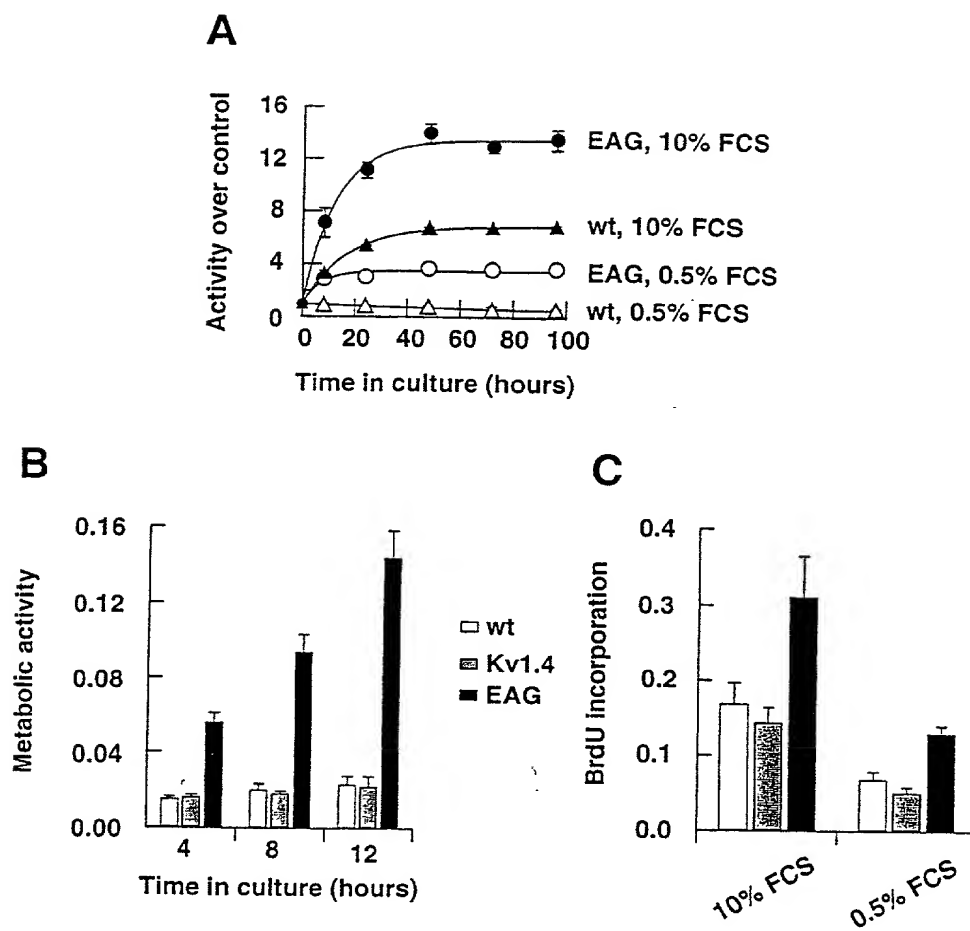 A
Activity over control
16
12
8
4
0
0 20 40 60 80 100
Time in culture (hours)
EAG, 10% FCS
wt, 10% FCS
EAG, 0.5% FCS
wt, 0.5% FCS
B
Metabolic activity
0.16
0.12
0.08
0.04
0.00
4 8 12
Time in culture (hours)
wt
Kv1.4
EAG
C
BrdU incorporation
0.4
0.3
0.2
0.1
0.0
10% FCS
0.5% FCS